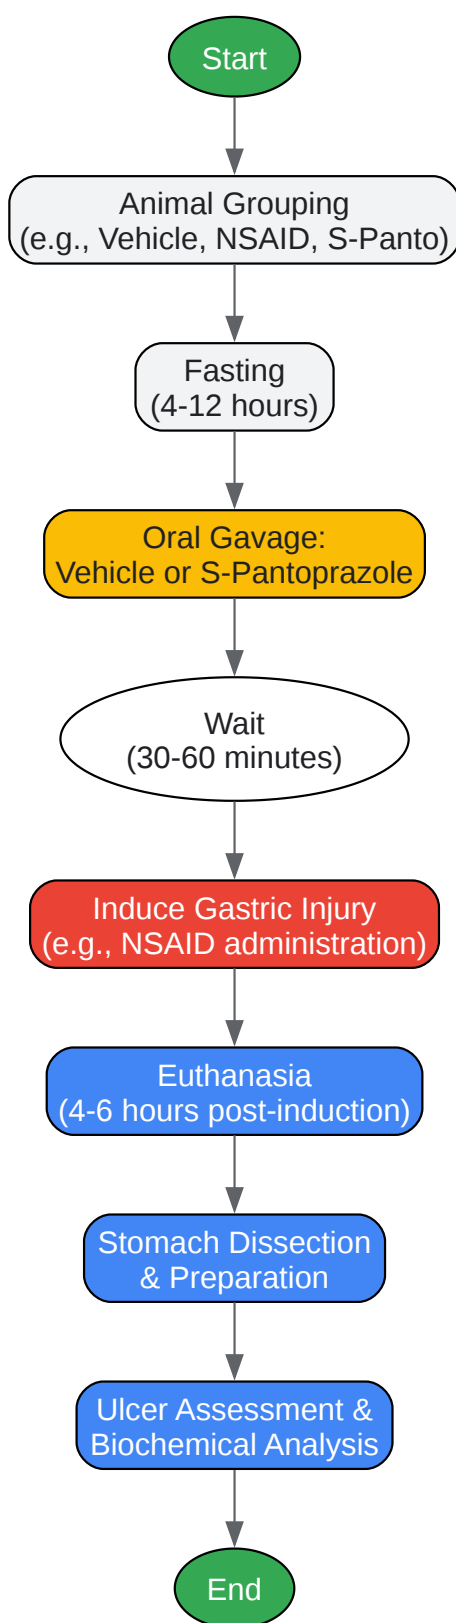 Start
Animal Grouping
(e.g., Vehicle, NSAID, S-Panto)
Fasting
(4-12 hours)
Oral Gavage:
Vehicle or S-Pantoprazole
Wait
(30-60 minutes)
Induce Gastric Injury
(e.g., NSAID administration)
Euthanasia
(4-6 hours post-induction)
Stomach Dissection
& Preparation
Ulcer Assessment &
Biochemical Analysis
End